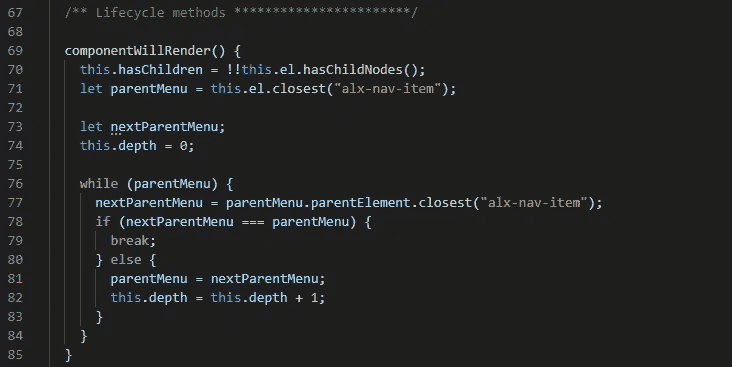 67 /** Lifecycle methods ***********************/
68
69 componentWillRender() {
70 this.hasChildren = !!this.el.hasChildNodes();
71 let parentMenu = this.el.closest("alx-nav-item");
72
73 let nextParentMenu;
74 this.depth = 0;
75
76 while (parentMenu) {
77 nextParentMenu = parentMenu.parentElement.closest("alx-nav-item");
78 if (nextParentMenu === parentMenu) {
79 break;
80 } else {
81 parentMenu = nextParentMenu;
82 this.depth = this.depth + 1;
83 }
84 }
85 }